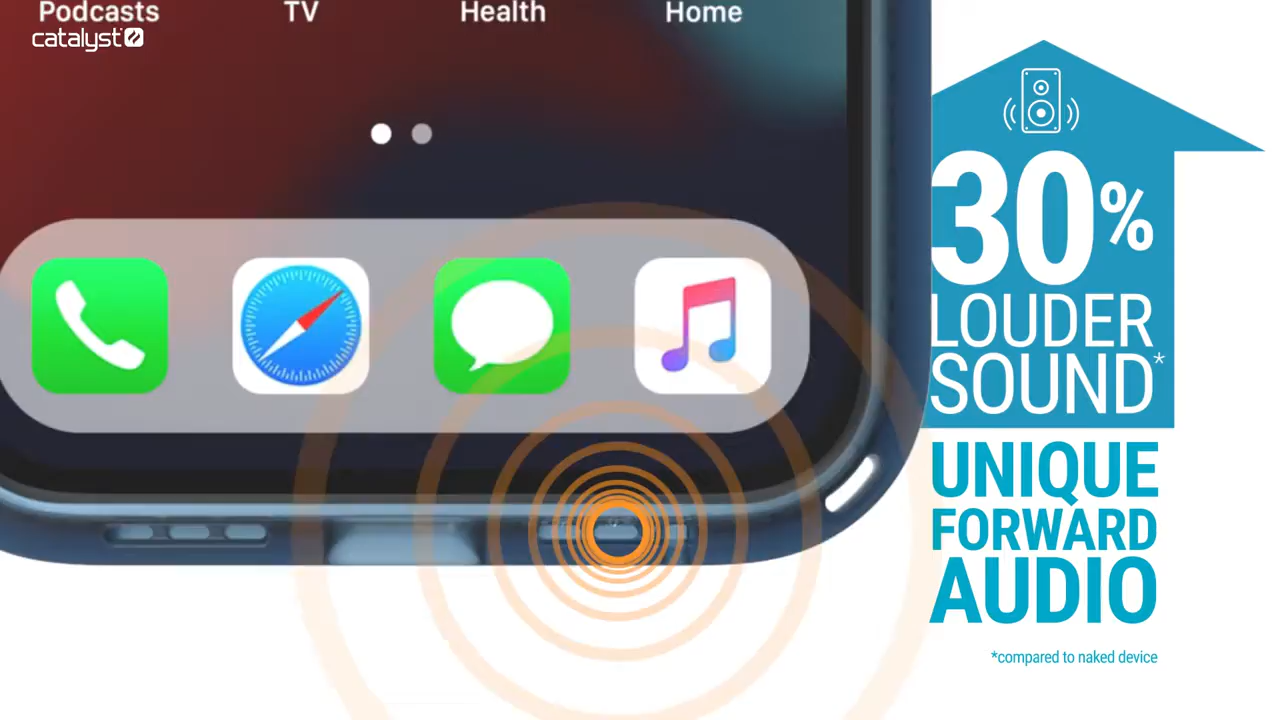 Podcasts TV Health Home
catalyst
30%
LOUDER
SOUND*
UNIQUE
FORWARD
AUDIO
*compared to naked device